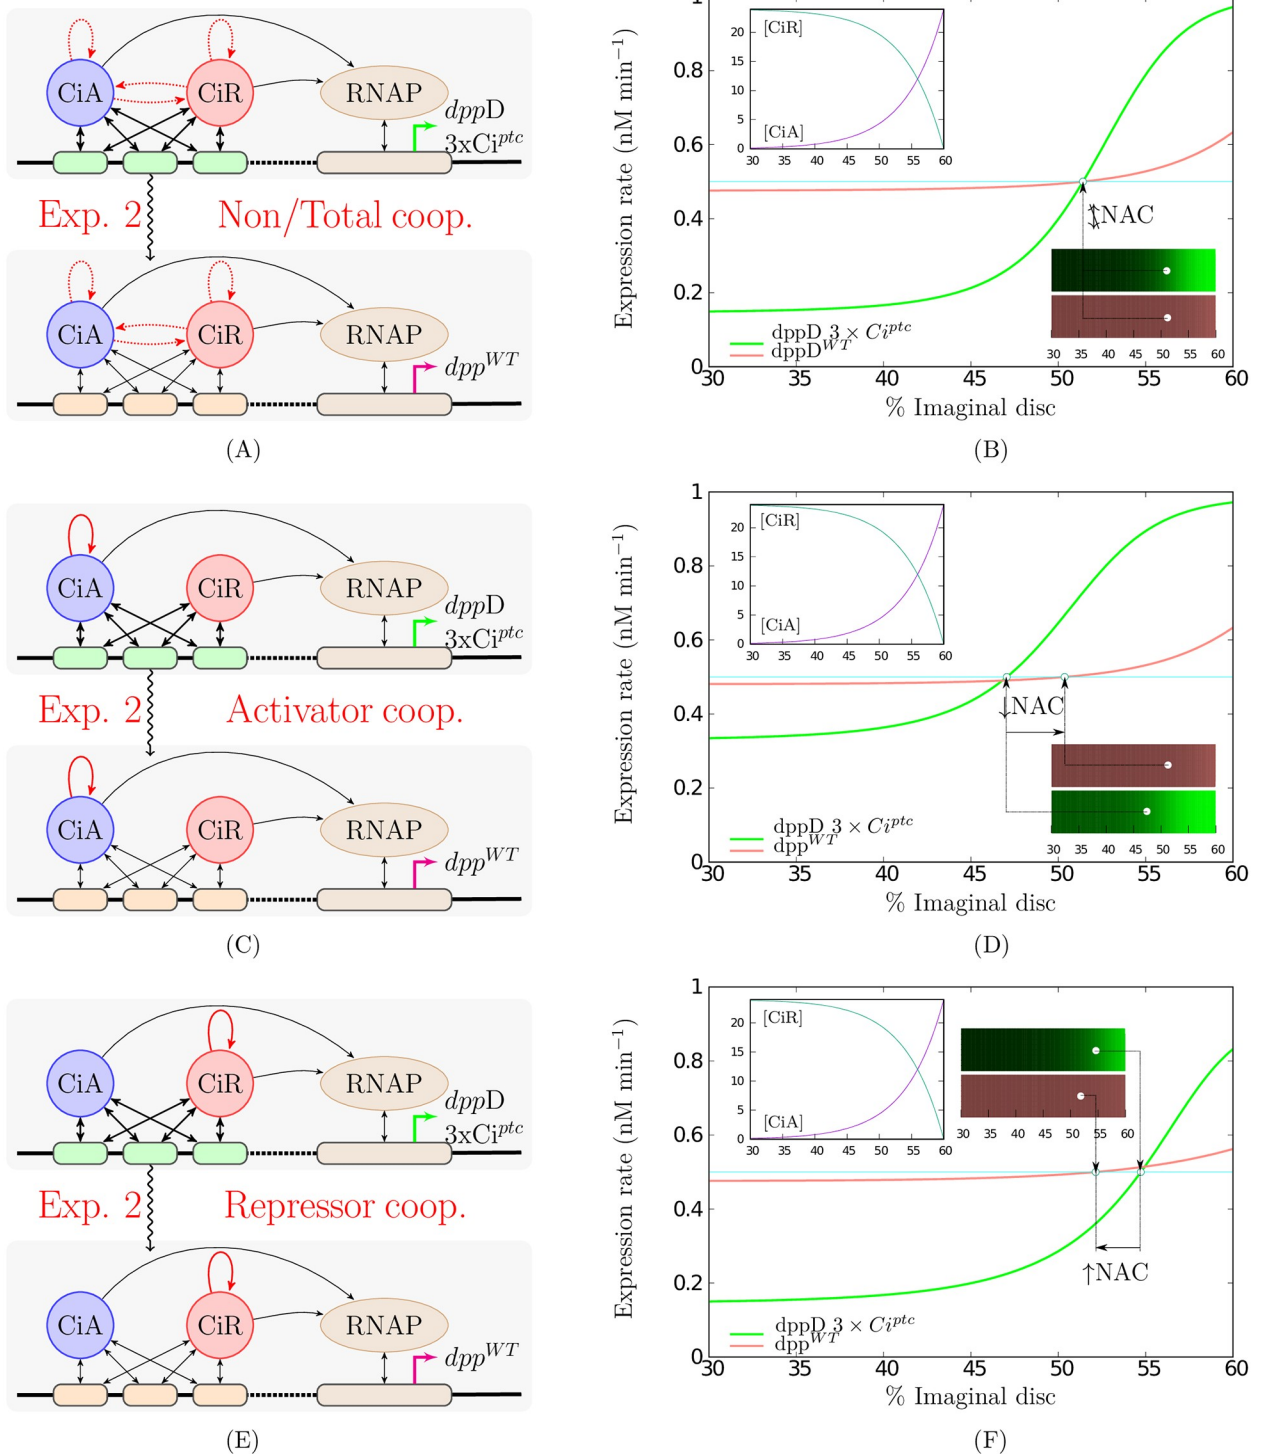 CiA
CiR
RNAP
dppD
3xCi^ptc
Exp. 2
Non/Total coop.
CiA
CiR
RNAP
dpp^WT
(A)
Expression rate (nM min⁻¹)
1
0.8
0.6
0.4
0.2
0
20
15
10
5
0
[CiR]
[CiA]
30 35 40 45 50 55 60
NAC
30 35 40 45 50 55 60
dppD 3 × Ci^ptc
dppD^WT
30 35 40 45 50 55 60
% Imaginal disc
(B)
CiA
CiR
RNAP
dppD
3xCi^ptc
Exp. 2
Activator coop.
CiA
CiR
RNAP
dpp^WT
(C)
Expression rate (nM min⁻¹)
1
0.8
0.6
0.4
0.2
0
20
15
10
5
0
[CiR]
[CiA]
30 35 40 45 50 55 60
↓NAC
30 35 40 45 50 55 60
dppD 3 × Ci^ptc
dpp^WT
30 35 40 45 50 55 60
% Imaginal disc
(D)
CiA
CiR
RNAP
dppD
3xCi^ptc
Exp. 2
Repressor coop.
CiA
CiR
RNAP
dpp^WT
(E)
Expression rate (nM min⁻¹)
1
0.8
0.6
0.4
0.2
0
20
15
10
5
0
[CiR]
[CiA]
30 35 40 45 50 55 60
30 35 40 45 50 55 60
↑NAC
dppD 3 × Ci^ptc
dpp^WT
30 35 40 45 50 55 60
% Imaginal disc
(F)